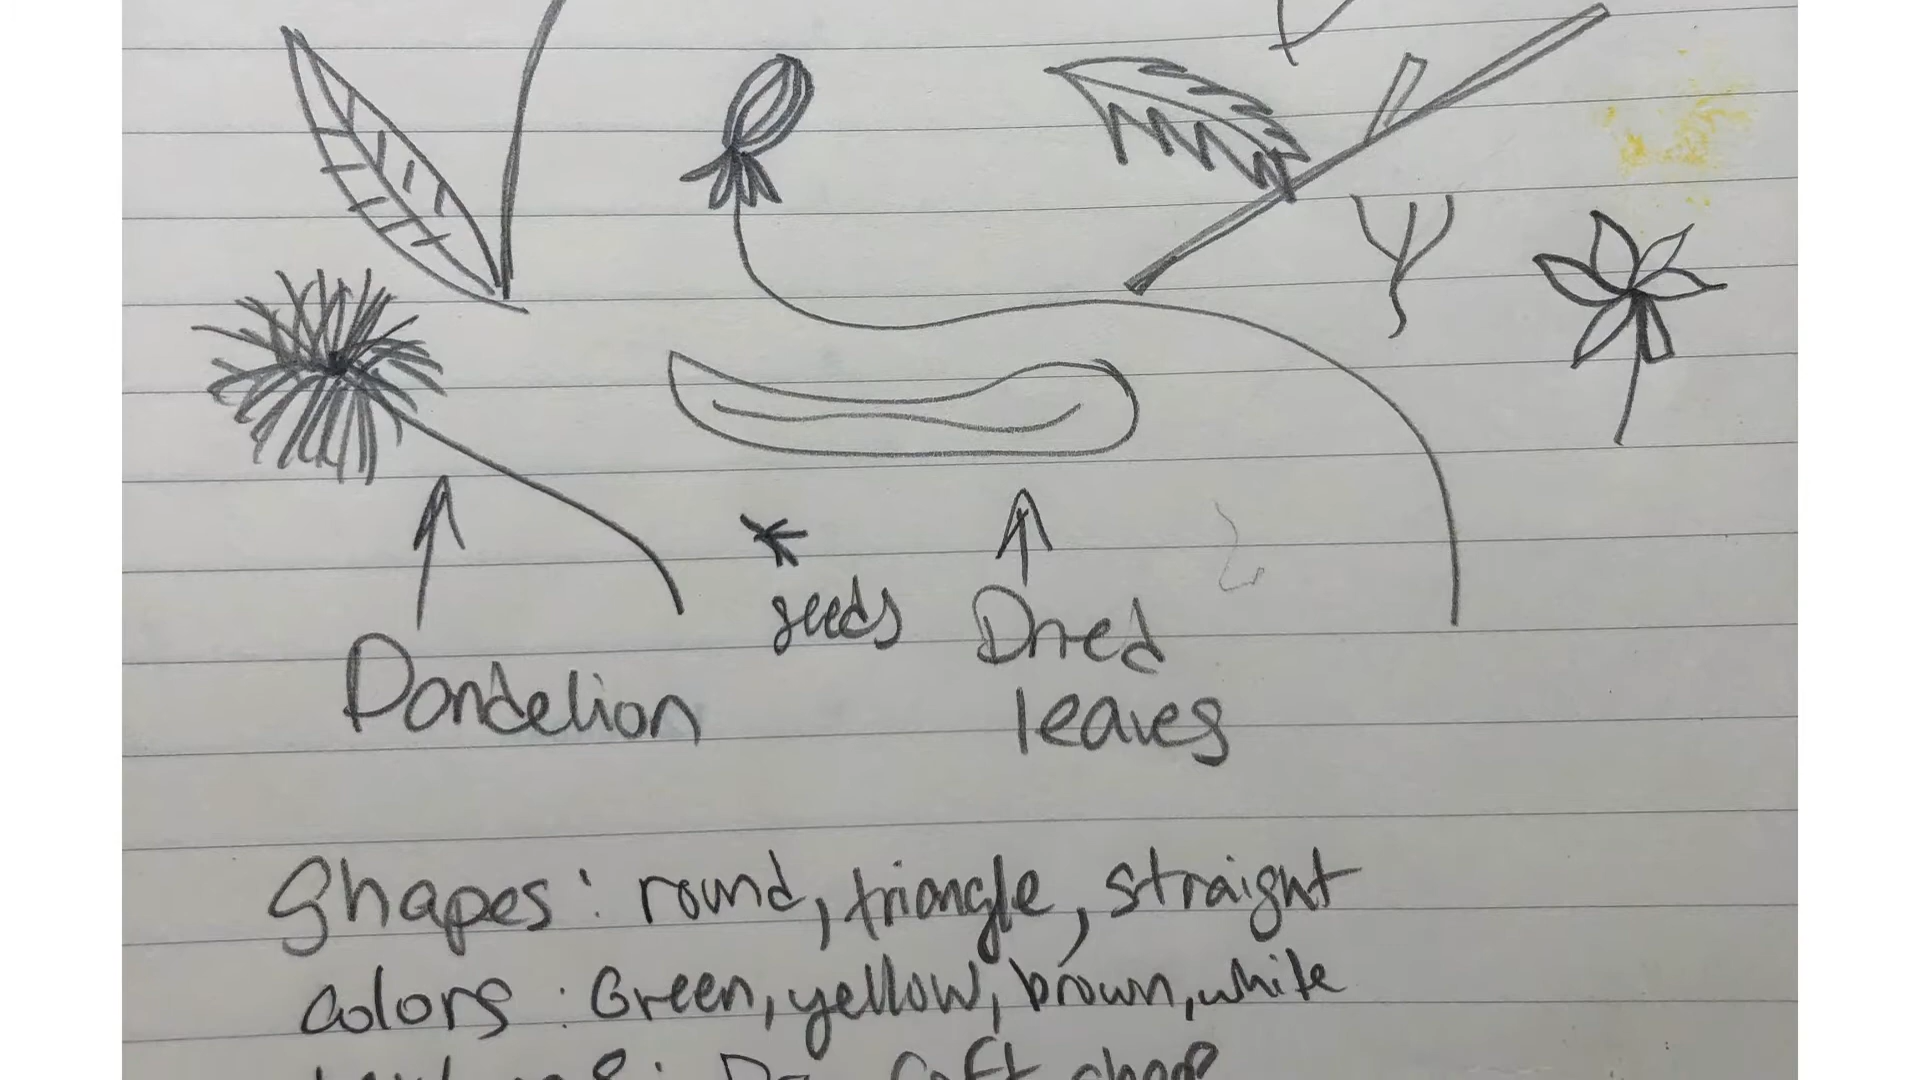 seeds
Dried
leaves
Dandelion
Shapes: round, triangle, straight
colors: Green, yellow, brown, white